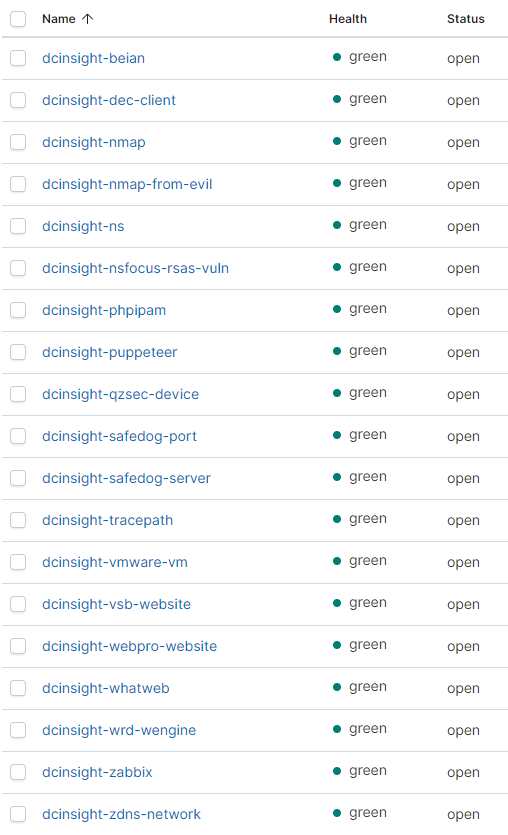 Name Health Status
dcinsight-beian green open
dcinsight-dec-client green open
dcinsight-nmap green open
dcinsight-nmap-from-evil green open
dcinsight-ns green open
dcinsight-nsfocus-rsas-vuln green open
dcinsight-phpipam green open
dcinsight-puppeteer green open
dcinsight-qzsec-device green open
dcinsight-safedog-port green open
dcinsight-safedog-server green open
dcinsight-tracepath green open
dcinsight-vmware-vm green open
dcinsight-vsb-website green open
dcinsight-webpro-website green open
dcinsight-whatweb green open
dcinsight-wrd-wengine green open
dcinsight-zabbix green open
dcinsight-zdns-network green open